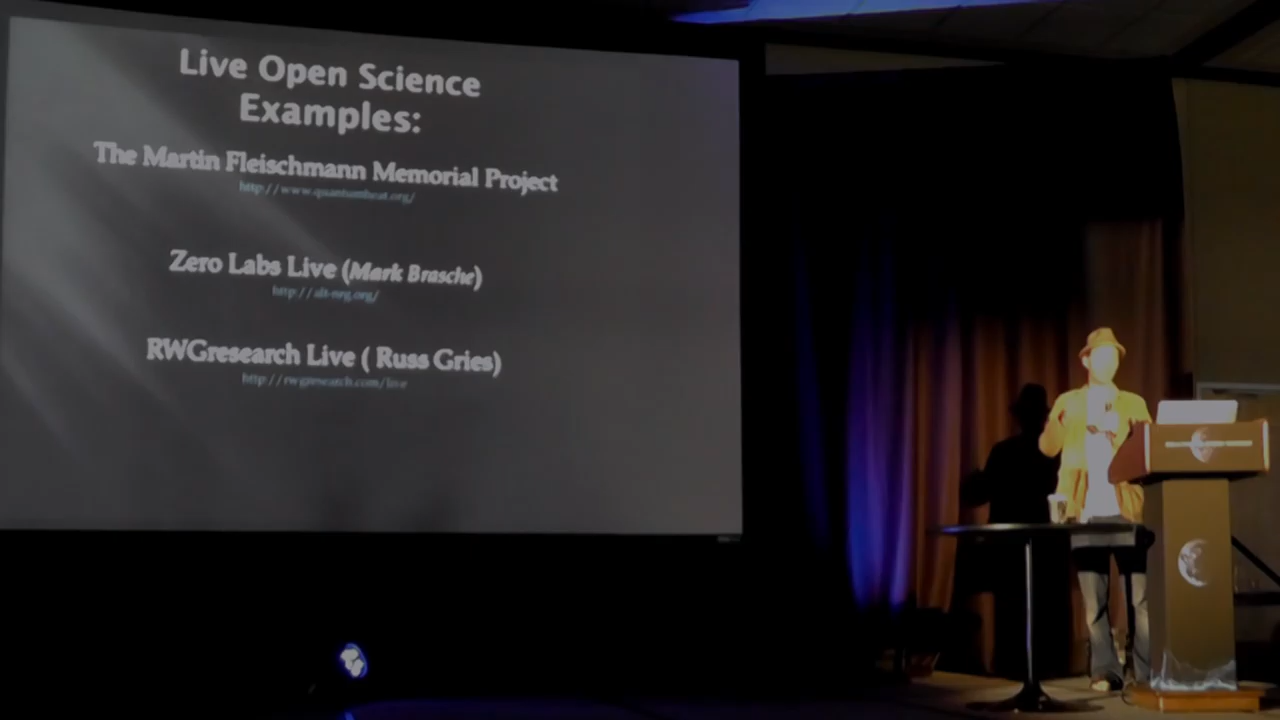 Live Open Science
Examples:
The Martin Fleischmann Memorial Project
http://www.quantumheat.org/
Zero Labs Live (Mark Brasche)
http://alt-nrg.org/
RWGresearch Live ( Russ Gries)
http://rwgresearch.com/live